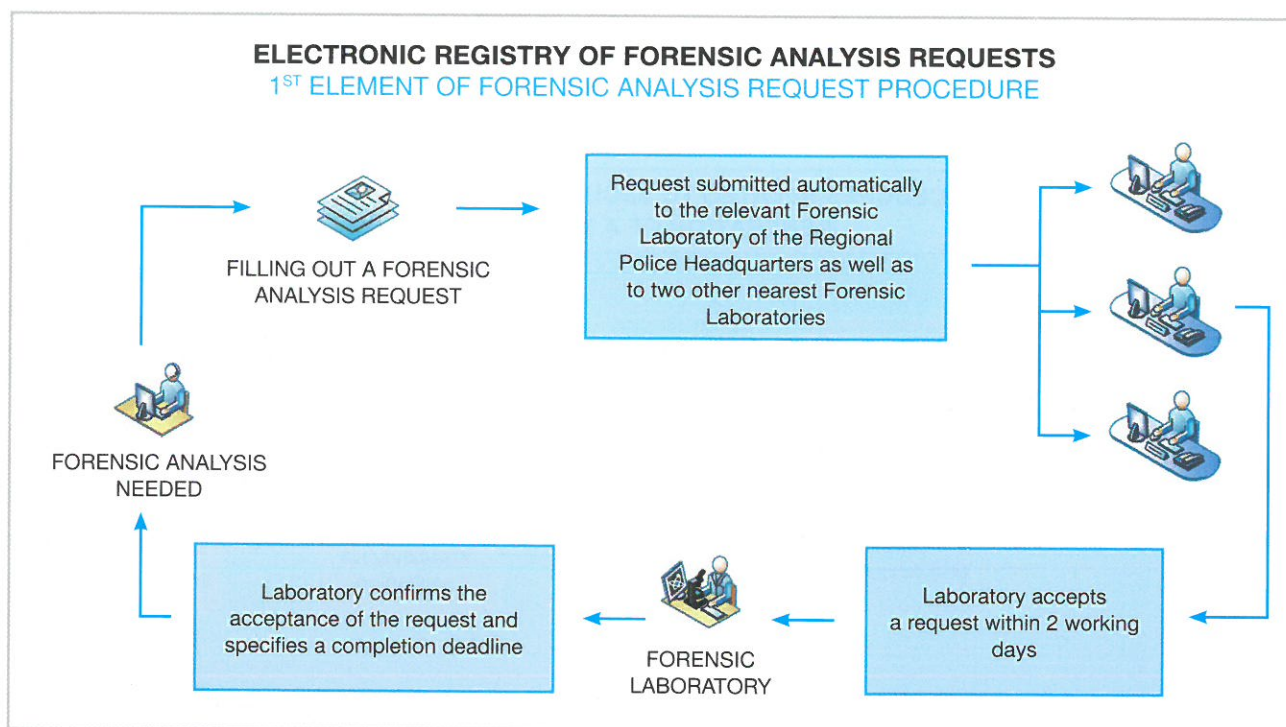 ELECTRONIC REGISTRY OF FORENSIC ANALYSIS REQUESTS
1ST ELEMENT OF FORENSIC ANALYSIS REQUEST PROCEDURE
FILLING OUT A FORENSIC
ANALYSIS REQUEST
Request submitted automatically
to the relevant Forensic
Laboratory of the Regional
Police Headquarters as well as
to two other nearest Forensic
Laboratories
FORENSIC ANALYSIS
NEEDED
Laboratory confirms the
acceptance of the request and
specifies a completion deadline
FORENSIC
LABORATORY
Laboratory accepts
a request within 2 working
days